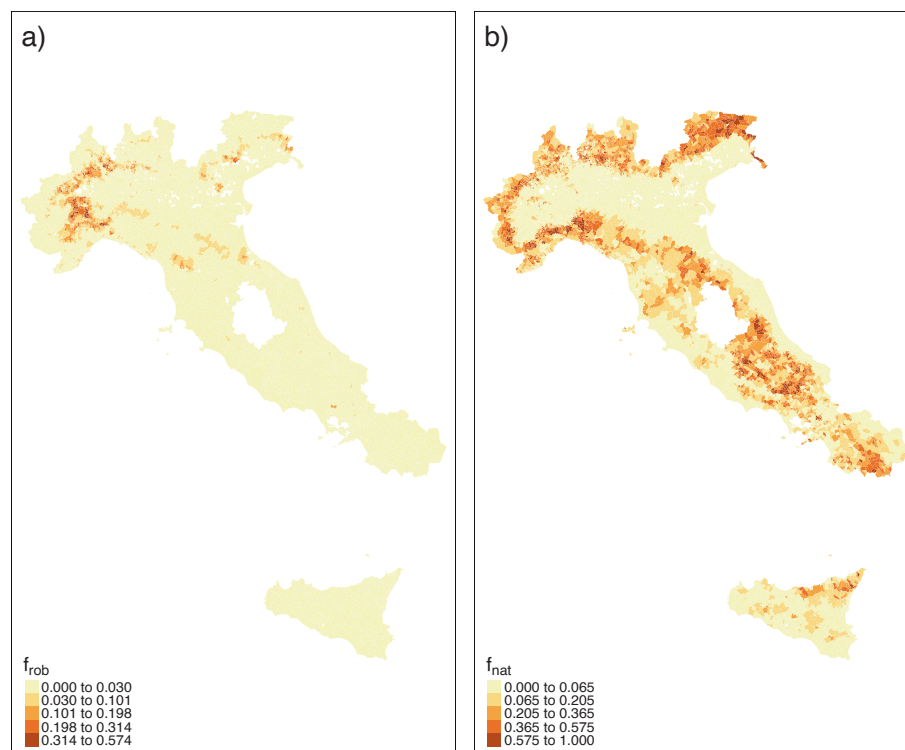 a)
f_rob
0.000 to 0.030
0.030 to 0.101
0.101 to 0.198
0.198 to 0.314
0.314 to 0.574
b)
f_nat
0.000 to 0.065
0.065 to 0.205
0.205 to 0.365
0.365 to 0.575
0.575 to 1.000